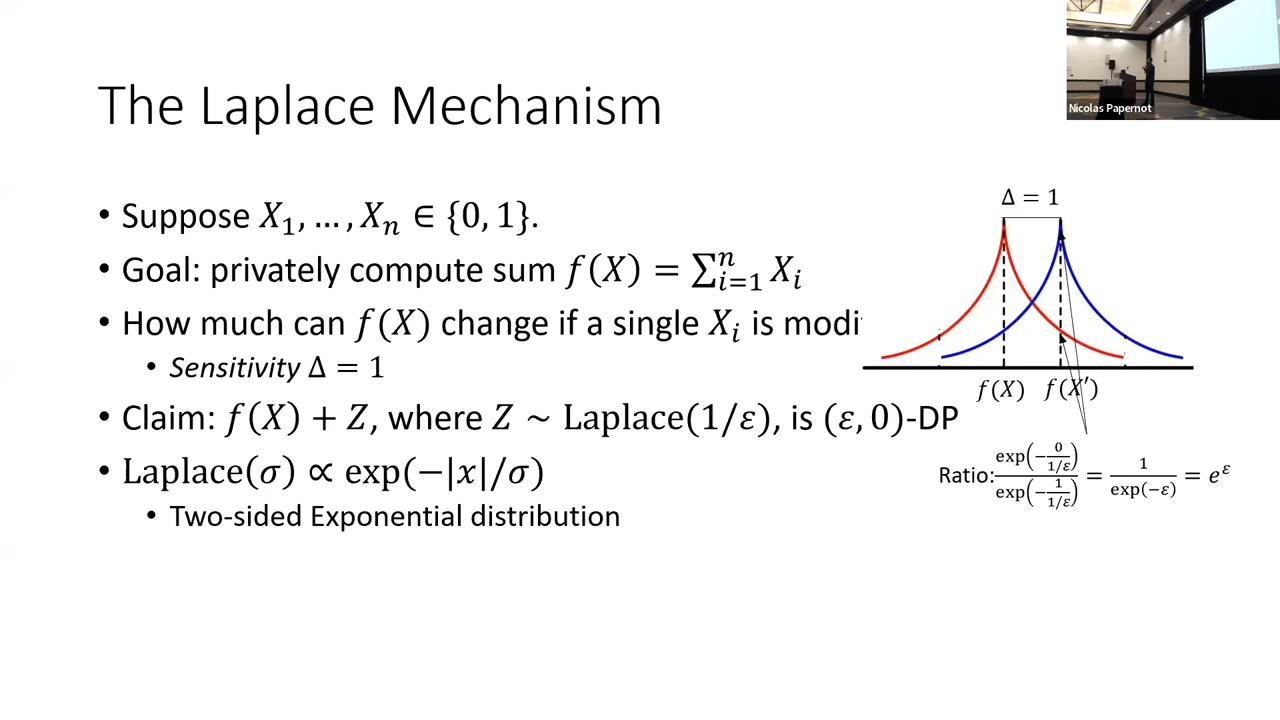 Nicolas Papernot
The Laplace Mechanism
• Suppose X₁, …, Xₙ ∈ {0, 1}.
• Goal: privately compute sum f(X) = ∑ⁿᵢ₌₁ Xᵢ
• How much can f(X) change if a single Xᵢ is modi
• Sensitivity Δ = 1
• Claim: f(X) + Z, where Z ~ Laplace(1/ε), is (ε, 0)-DP
• Laplace(σ) ∝ exp(−|x|/σ)
• Two-sided Exponential distribution
Δ = 1
f(X) f(X′)
Ratio: exp(−0/(1/ε)) / exp(−1/(1/ε)) = 1/exp(−ε) = e^ε